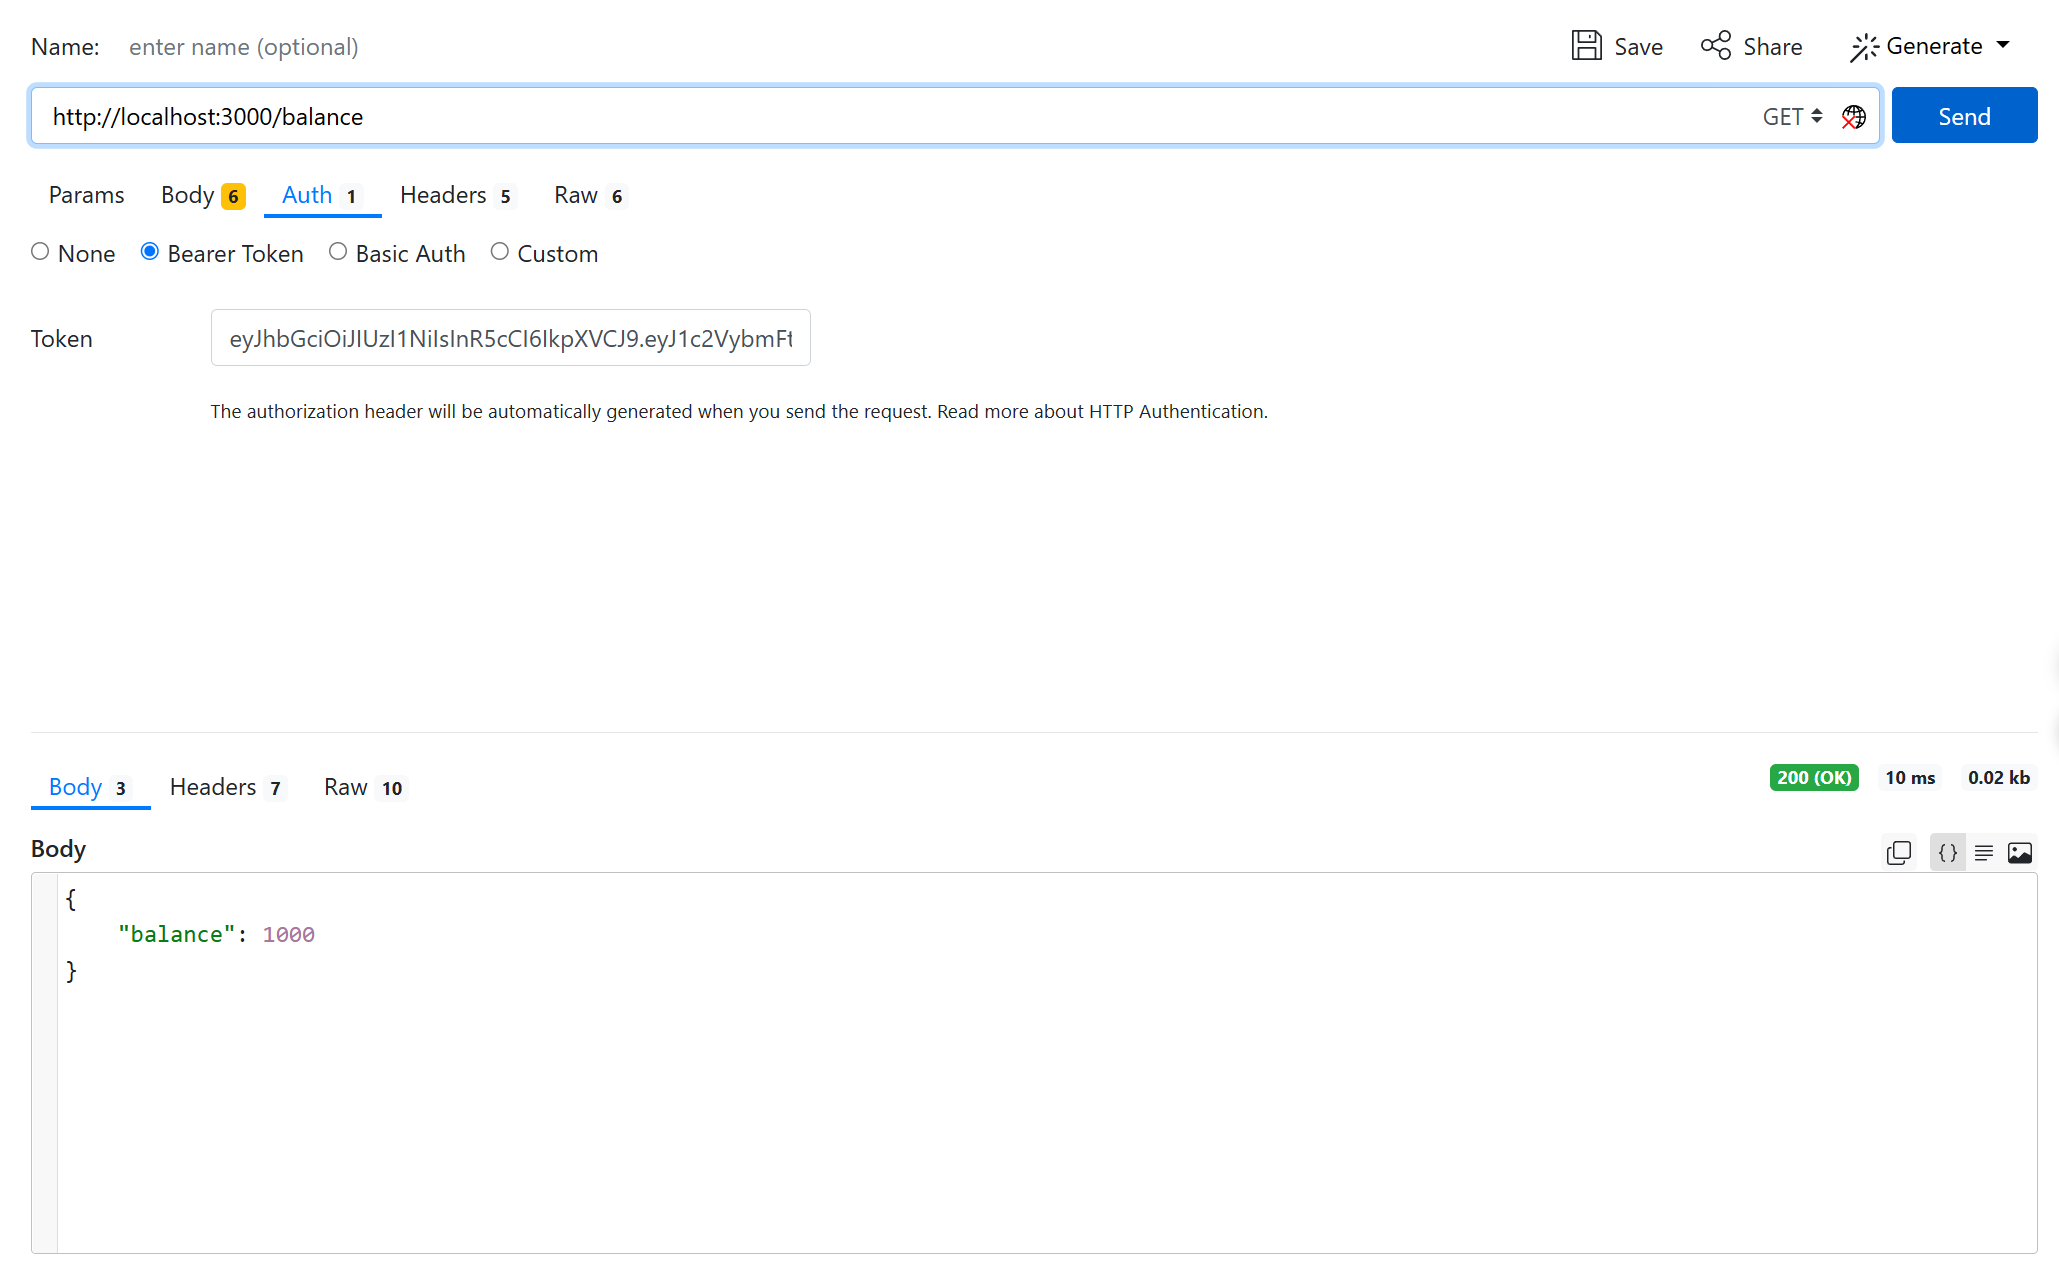 Name: enter name (optional) Save Share Generate
http://localhost:3000/balance GET Send
Params Body 6 Auth 1 Headers 5 Raw 6
None Bearer Token Basic Auth Custom
Token eyJhbGciOiJIUzI1NiIsInR5cCI6IkpXVCJ9.eyJ1c2VybmFt
The authorization header will be automatically generated when you send the request. Read more about HTTP Authentication.
Body 3 Headers 7 Raw 10 200 (OK) 10 ms 0.02 kb
Body {}
{
"balance": 1000
}